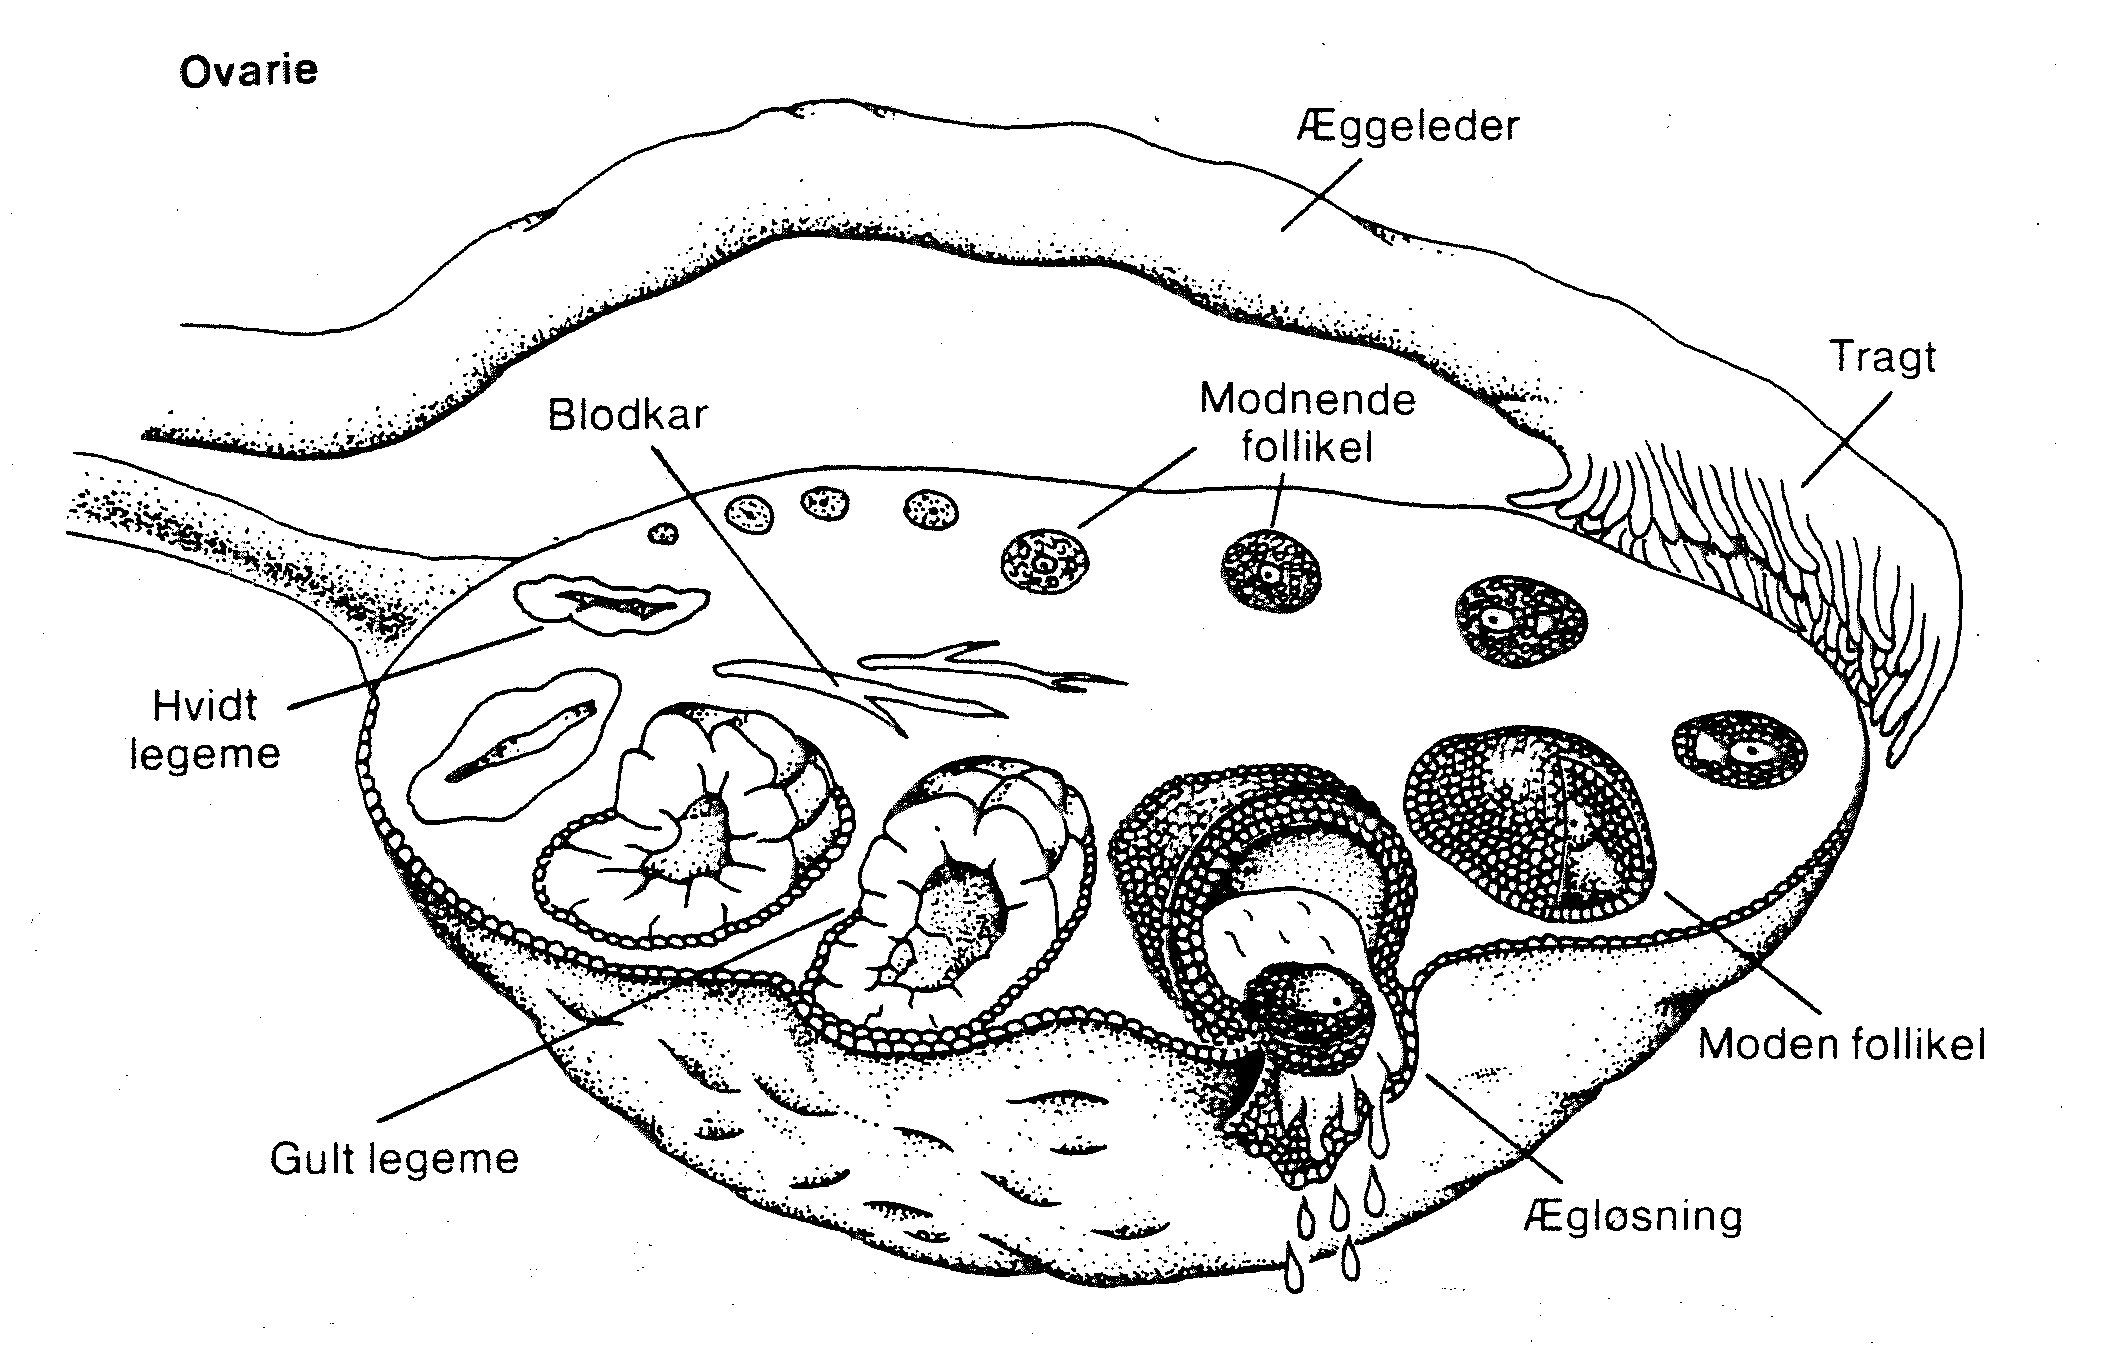 Ovarie
Æggeleder
Tragt
Blodkar
Modnende
follikel
Hvidt
legeme
Moden follikel
Gult legeme
Ægløsning